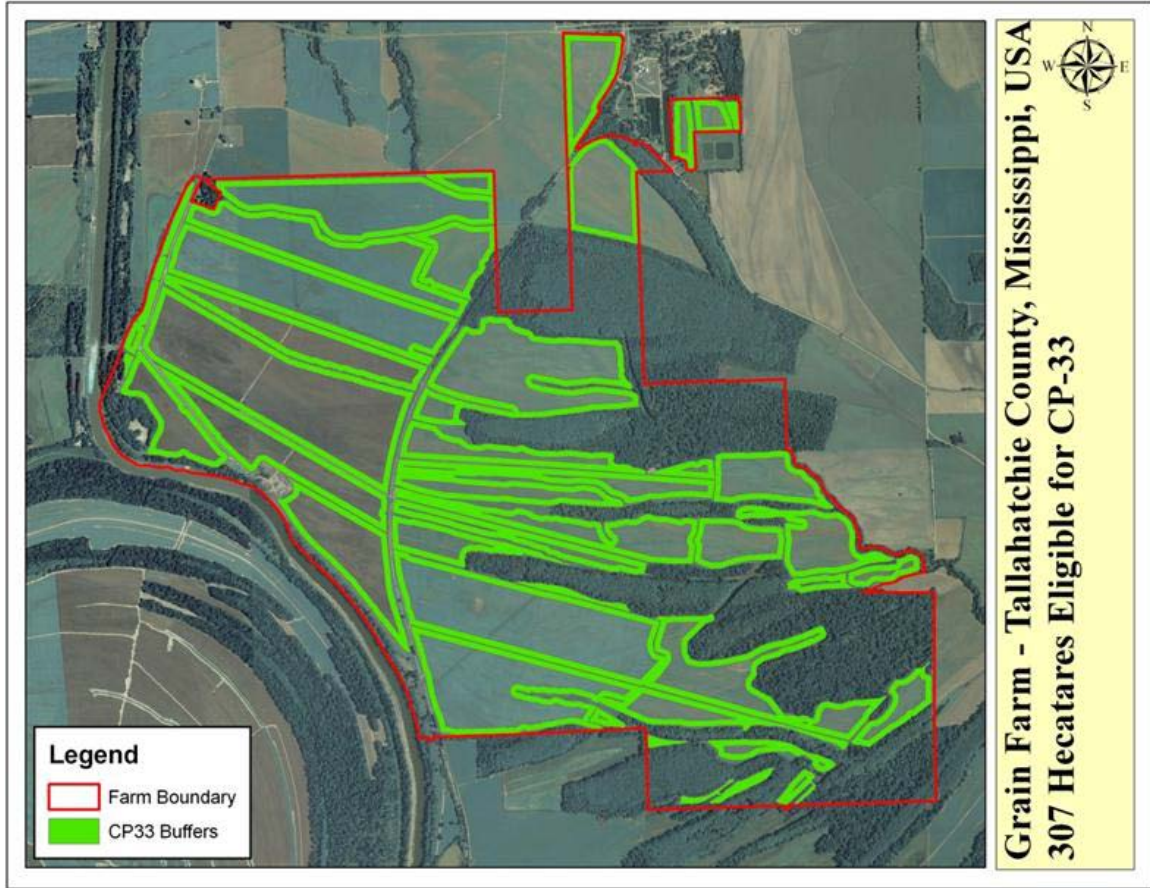 Grain Farm - Tallahatchie County, Mississippi, USA
307 Hecatares Eligible for CP-33
N
W E
S
Legend
Farm Boundary
CP33 Buffers